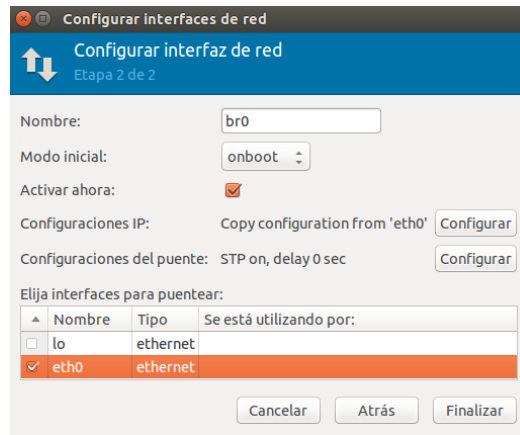 Configurar interfaces de red
Configurar interfaz de red
Etapa 2 de 2
Nombre: br0
Modo inicial: onboot
Activar ahora:
Configuraciones IP: Copy configuration from 'eth0' Configurar
Configuraciones del puente: STP on, delay 0 sec Configurar
Elija interfaces para puentear:
Nombre Tipo Se está utilizando por:
lo ethernet
eth0 ethernet
Cancelar Atrás Finalizar